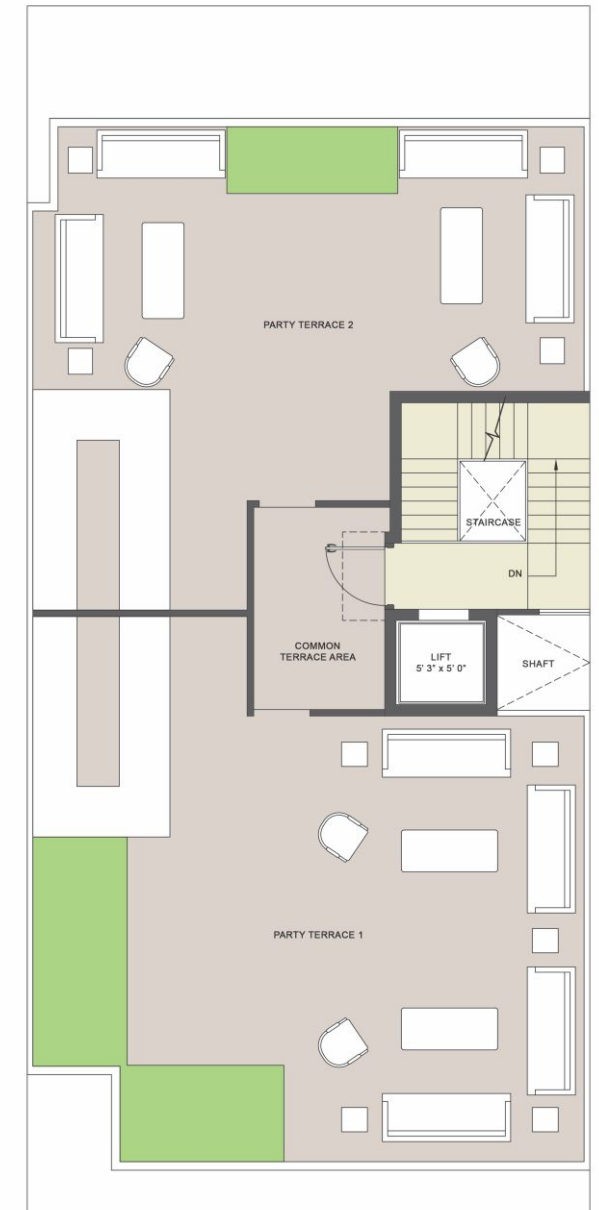 PARTY TERRACE 2
STAIRCASE
DN
COMMON
TERRACE AREA
LIFT
5' 3" x 5' 0"
SHAFT
PARTY TERRACE 1